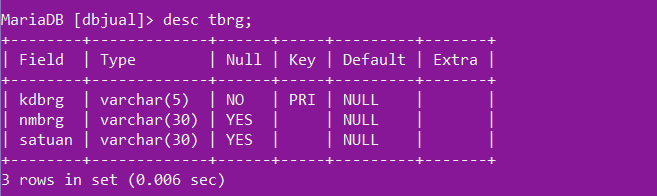 MariaDB [dbjual]> desc tbrg;
+--------+-------------+------+-----+---------+-------+
| Field  | Type        | Null | Key | Default | Extra |
+--------+-------------+------+-----+---------+-------+
| kdbrg  | varchar(5)  | NO   | PRI | NULL    |       |
| nmbrg  | varchar(30) | YES  |     | NULL    |       |
| satuan | varchar(30) | YES  |     | NULL    |       |
+--------+-------------+------+-----+---------+-------+
3 rows in set (0.006 sec)